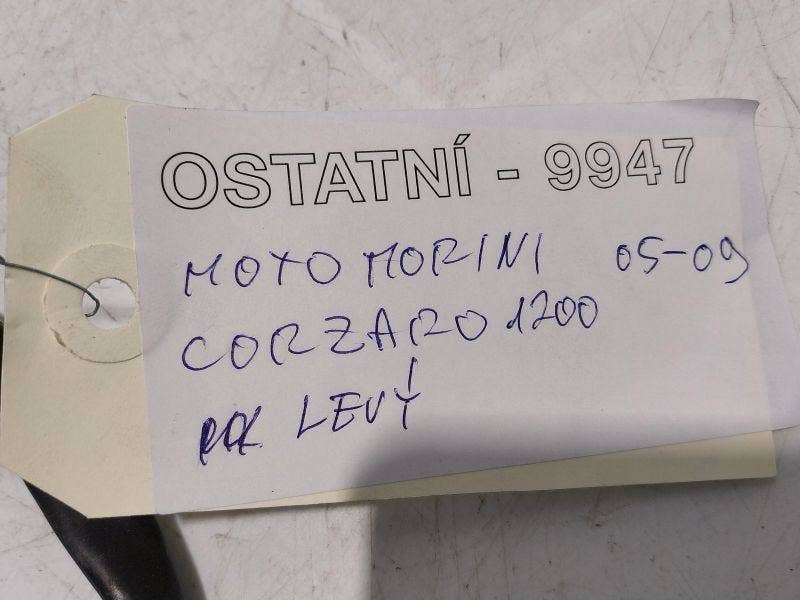 OSTATNÍ - 9947
MOTO MORINI 05-09
CORZARO 1200
LEVÝ